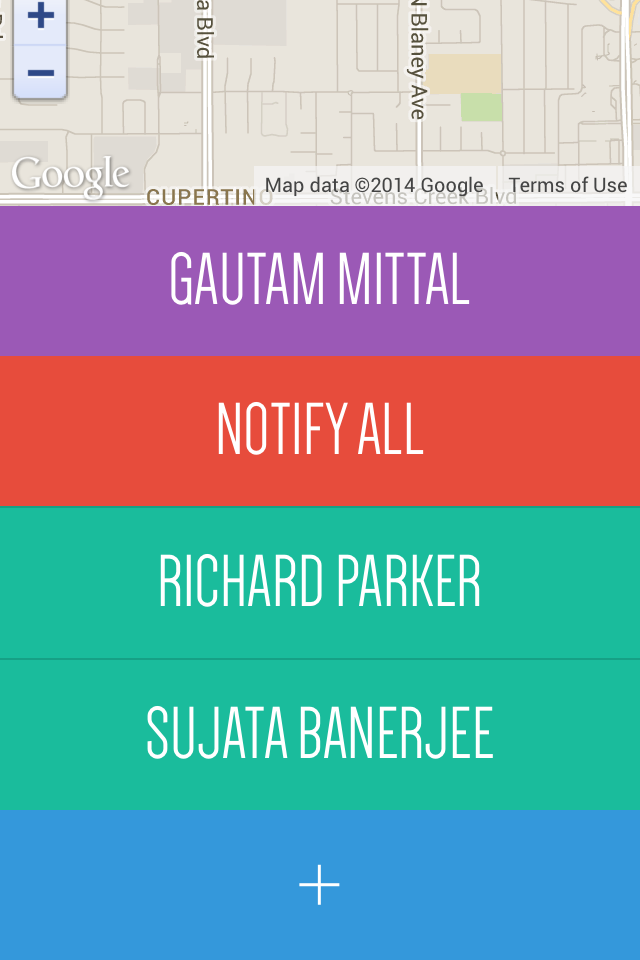 a Blvd
N Blaney Ave
Google
Map data ©2014 Google
Terms of Use
CUPERTINO
Stevens Creek Blvd
GAUTAM MITTAL
NOTIFY ALL
RICHARD PARKER
SUJATA BANERJEE